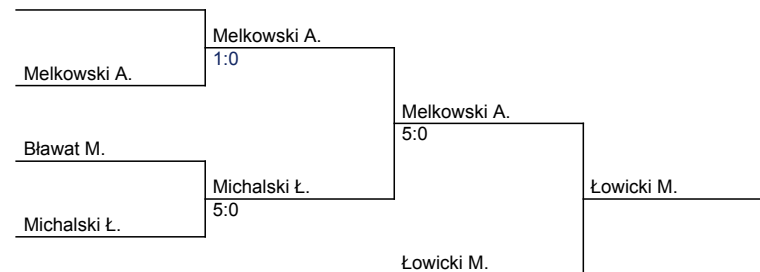 Melkowski A.
1:0
Melkowski A.
Melkowski A.
5:0
Bławat M.
Michalski Ł.
Łowicki M.
5:0
Michalski Ł.
Łowicki M.